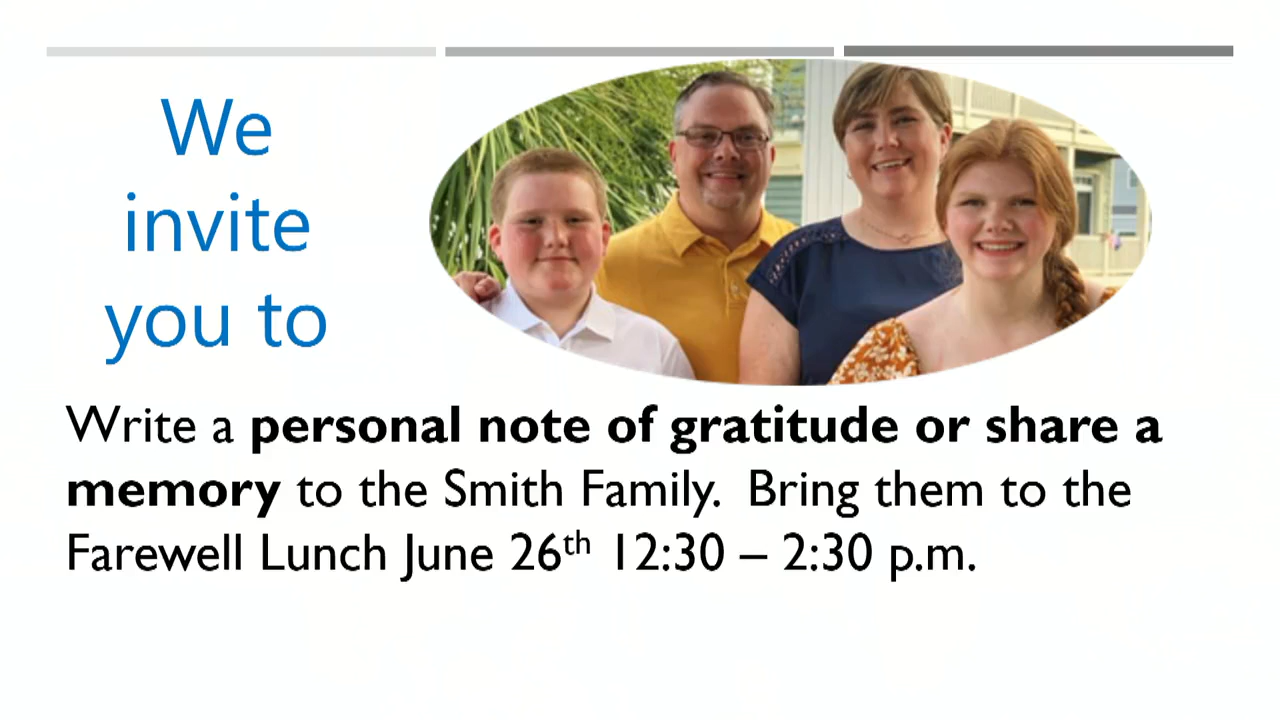 We
invite
you to
Write a personal note of gratitude or share a
memory to the Smith Family.  Bring them to the
Farewell Lunch June 26th 12:30 – 2:30 p.m.